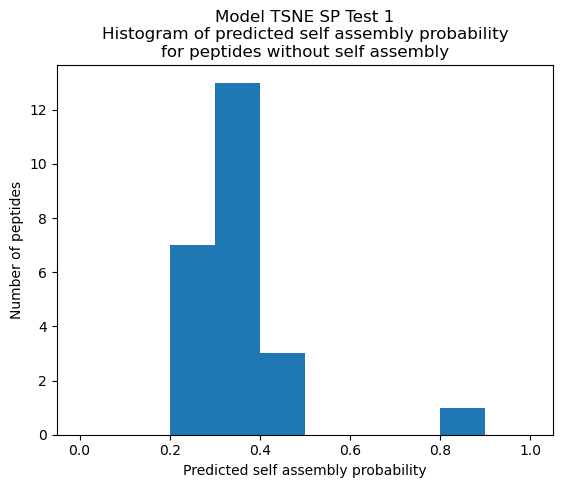 Model TSNE SP Test 1
Histogram of predicted self assembly probability
for peptides without self assembly
Number of peptides
12
10
8
6
4
2
0
0.0 0.2 0.4 0.6 0.8 1.0
Predicted self assembly probability